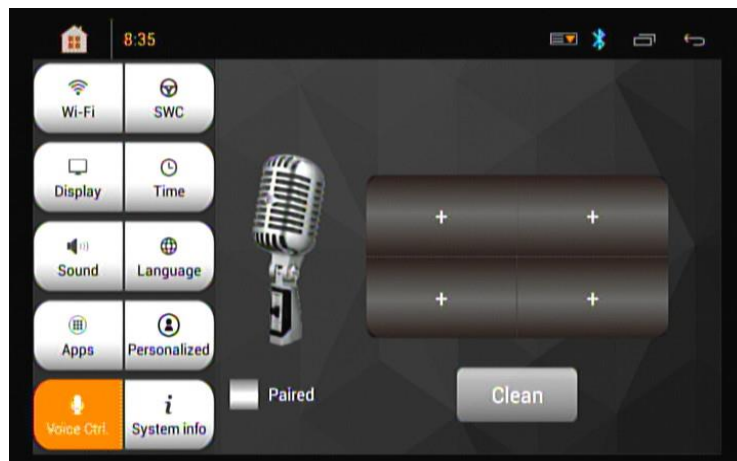 8:35
Wi-Fi
SWC
Display
Time
Sound
Language
Apps
Personalized
Voice Ctrl.
i
System info
+
+
+
+
Paired
Clean